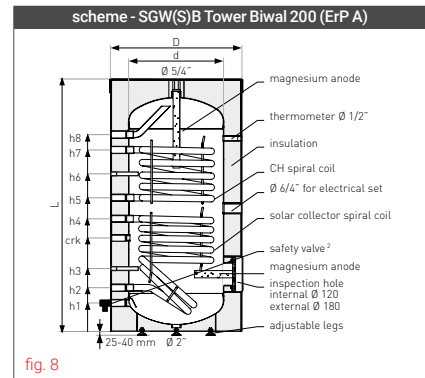 scheme - SGW(S)B Tower Biwal 200 (ErP A)
D
d
Ø 5/4˝
magnesium anode
thermometer Ø 1/2˝
insulation
CH spiral coil
Ø 6/4˝ for electrical set
solar collector spiral coil
safety valve ²
magnesium anode
inspection hole
internal Ø 120
external Ø 180
adjustable legs
L
h8
h7
h6
h5
h4
crk
h3
h2
h1
25-40 mm
Ø 2˝
fig. 8